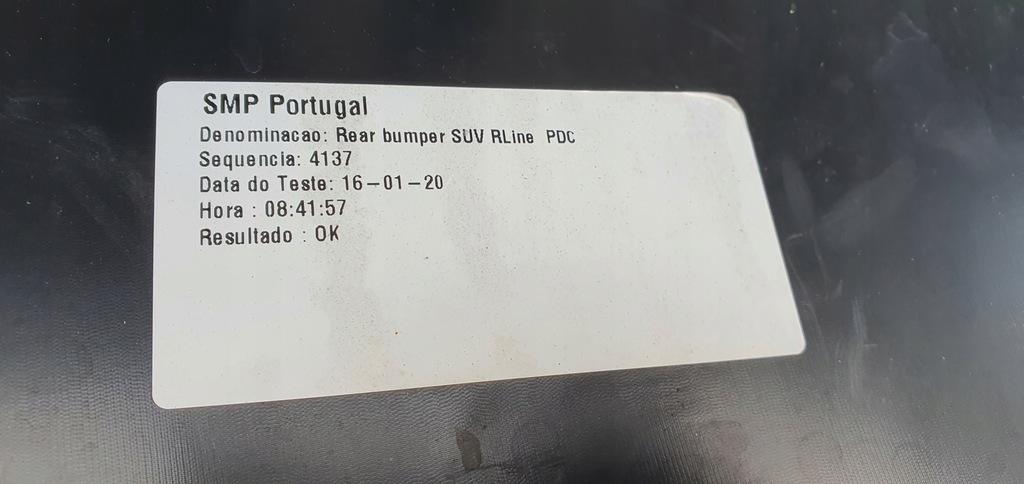 SMP Portugal
Denominacao: Rear bumper SUV RLine PDC
Sequencia: 4137
Data do Teste: 16-01-20
Hora : 08:41:57
Resultado : OK